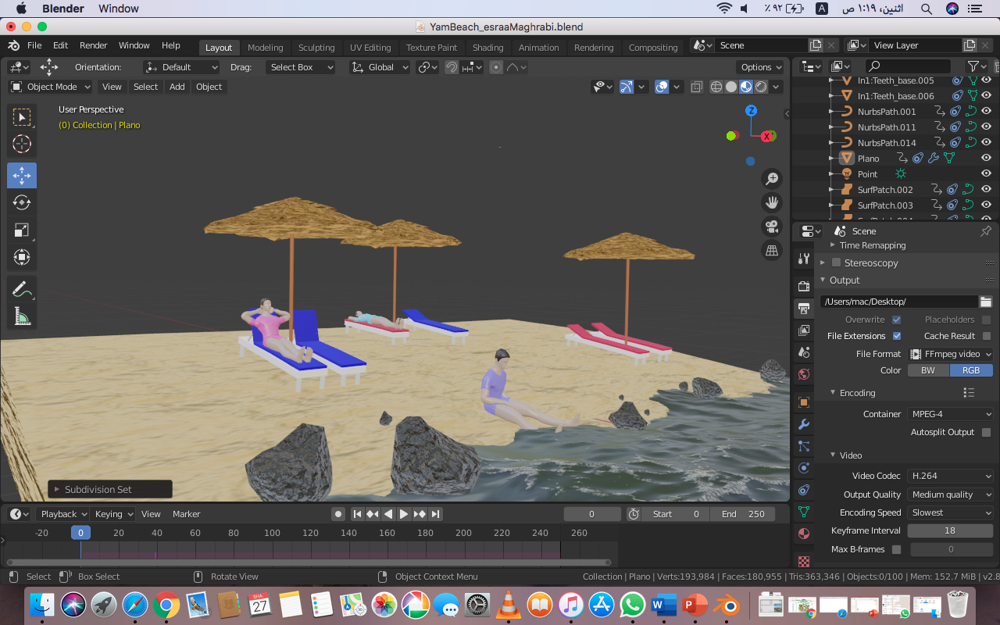 Blender Window ٪ ٩٢ A اثنين، ١:١٩ ص
YamBeach_esraaMaghrabi.blend
File Edit Render Window Help Layout Modeling Sculpting UV Editing Texture Paint Shading Animation Rendering Compositing Scene View Layer
Orientation: Default Drag: Select Box Global Options
Object Mode View Select Add Object
User Perspective
(0) Collection | Plano
Z
X
In1:Teeth_base.005
In1:Teeth_base.006
NurbsPath.001
NurbsPath.011
NurbsPath.014
Plano
Point
SurfPatch.002
SurfPatch.003
Scene
Time Remapping
Stereoscopy
Output
/Users/mac/Desktop/
Overwrite Placeholders
File Extensions Cache Result
File Format FFmpeg video
Color BW RGB
Encoding
Container MPEG-4
Autosplit Output
Video
Video Codec H.264
Output Quality Medium quality
Encoding Speed Slowest
Keyframe Interval 18
Max B-frames 0
Subdivision Set
Playback Keying View Marker 0 Start 0 End 250
-20 0 20 40 60 80 100 120 140 160 180 200 220 240 260
Select Box Select Rotate View Object Context Menu Collection | Plano | Verts:193,984 | Faces:180,955 | Tris:363,346 | Objects:0/100 | Mem: 152.7 MiB | v2.8
27